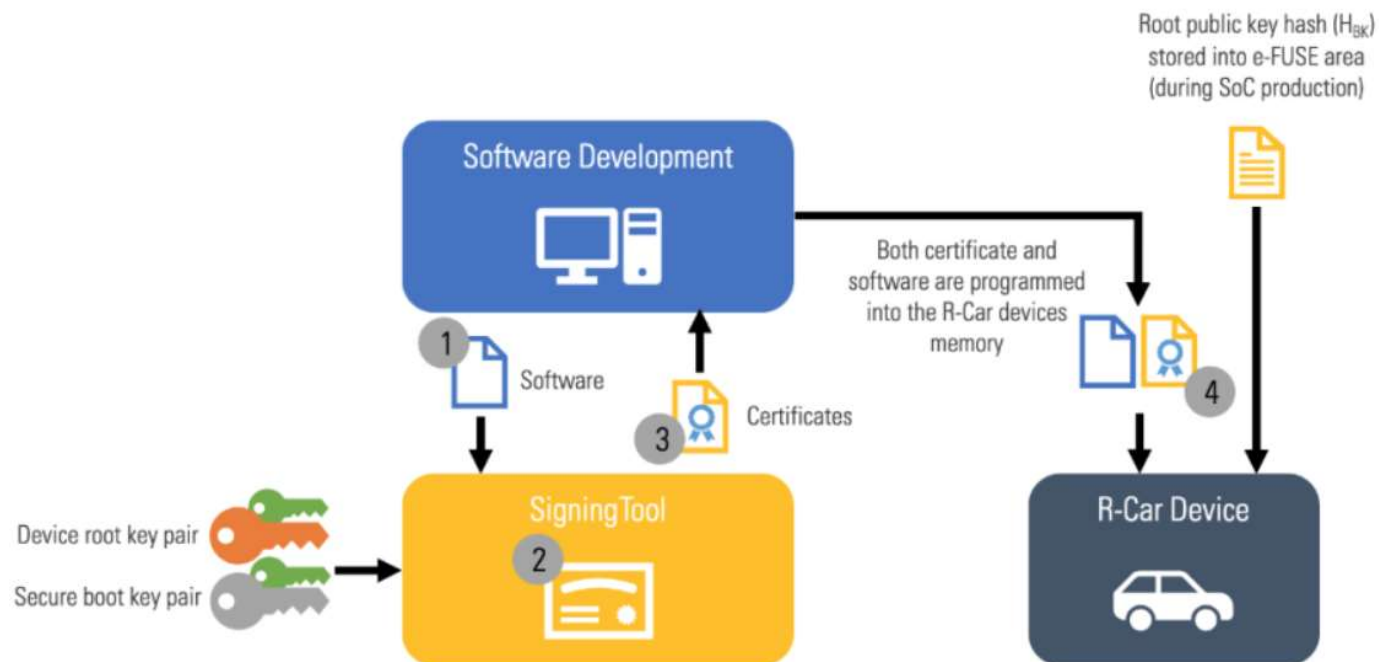 Root public key hash (H_BK)
stored into e-FUSE area
(during SoC production)
Software Development
Both certificate and
software are programmed
into the R-Car devices
memory
1
Software
3
Certificates
4
Device root key pair
Secure boot key pair
SigningTool
2
R-Car Device